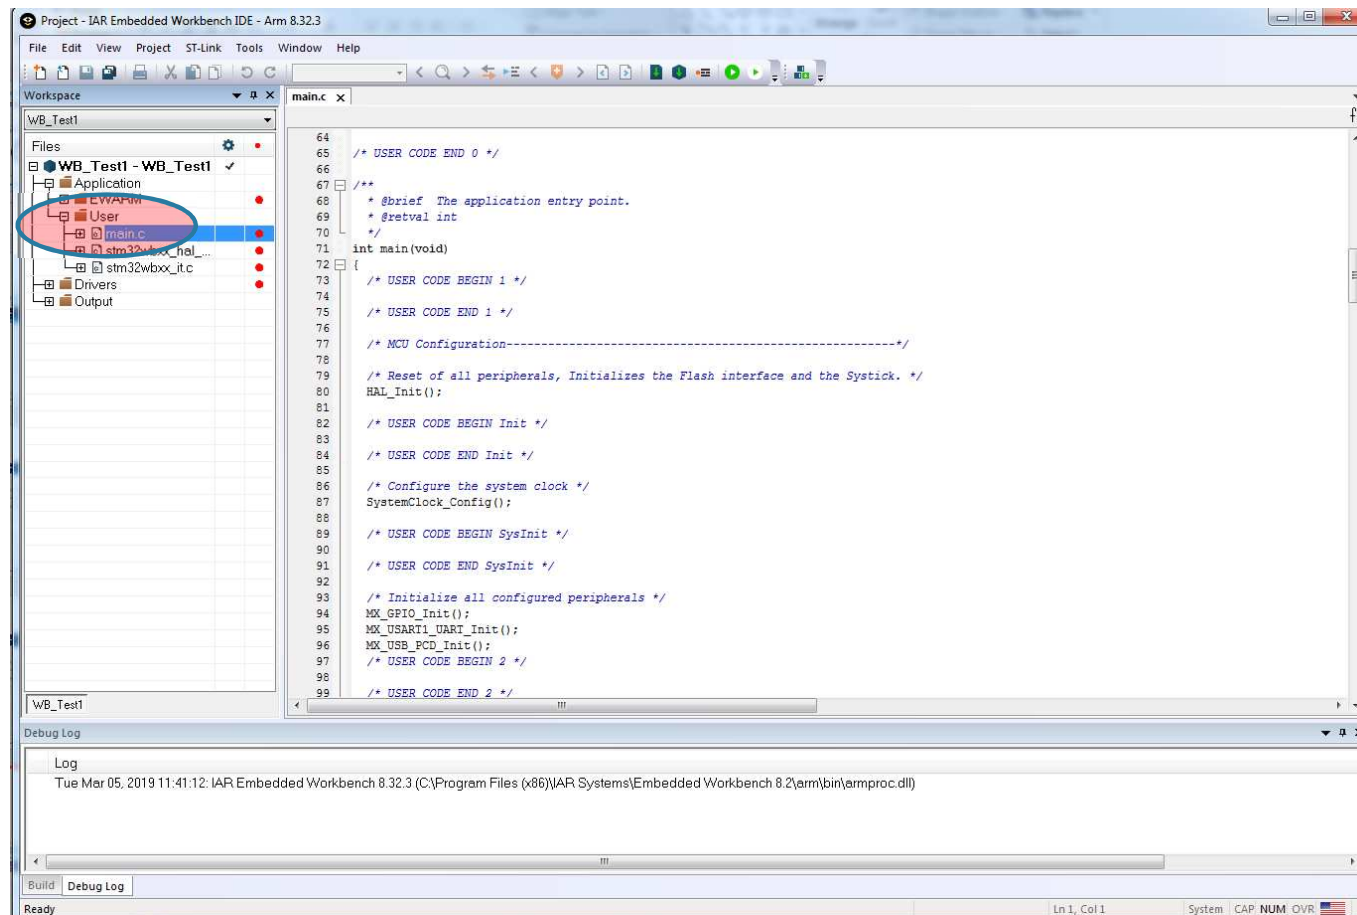 Project - IAR Embedded Workbench IDE - Arm 8.32.3
File Edit View Project ST-Link Tools Window Help
Workspace
main.c
WB_Test1
Files
WB_Test1 - WB_Test1
Application
EWARM
User
main.c
stm32wbxx_hal_...
stm32wbxx_it.c
Drivers
Output
WB_Test1
64
65 /* USER CODE END 0 */
66
67 /**
68 * @brief The application entry point.
69 * @retval int
70 */
71 int main(void)
72 {
73 /* USER CODE BEGIN 1 */
74
75 /* USER CODE END 1 */
76
77 /* MCU Configuration--------------------------------------------------------*/
78
79 /* Reset of all peripherals, Initializes the Flash interface and the Systick. */
80 HAL_Init();
81
82 /* USER CODE BEGIN Init */
83
84 /* USER CODE END Init */
85
86 /* Configure the system clock */
87 SystemClock_Config();
88
89 /* USER CODE BEGIN SysInit */
90
91 /* USER CODE END SysInit */
92
93 /* Initialize all configured peripherals */
94 MX_GPIO_Init();
95 MX_USART1_UART_Init();
96 MX_USB_PCD_Init();
97 /* USER CODE BEGIN 2 */
98
99 /* USER CODE END 2 */
Debug Log
Log
Tue Mar 05, 2019 11:41:12: IAR Embedded Workbench 8.32.3 (C:\Program Files (x86)\IAR Systems\Embedded Workbench 8.2\arm\bin\armproc.dll)
Build Debug Log
Ready Ln 1, Col 1 System CAP NUM OVR